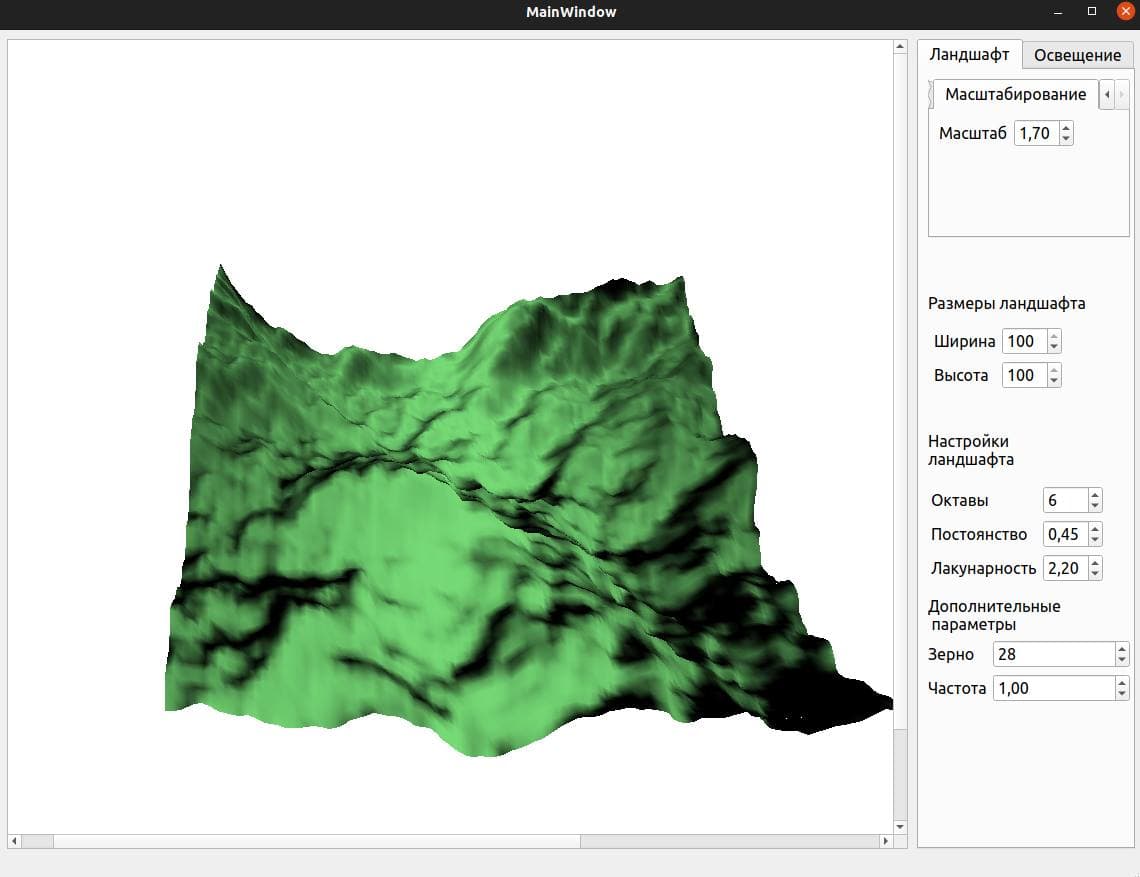 MainWindow
Ландшафт Освещение
Масштабирование
Масштаб 1,70
Размеры ландшафта
Ширина 100
Высота 100
Настройки
ландшафта
Октавы 6
Постоянство 0,45
Лакунарность 2,20
Дополнительные
параметры
Зерно 28
Частота 1,00